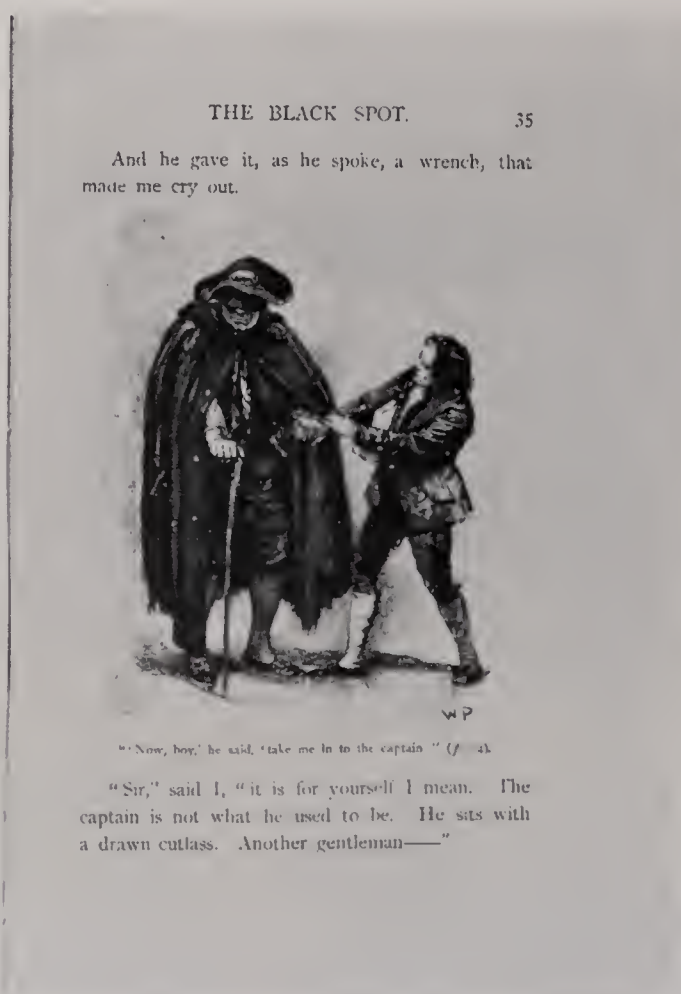 THE BLACK SPOT. 35
And he gave it, as he spoke, a wrench, that
made me cry out.
WP
"'Now, boy,' he said, 'take me in to the captain'" (p. 4).
"Sir," said I, "it is for yourself I mean. The
captain is not what he used to be. He sits with
a drawn cutlass. Another gentleman——"